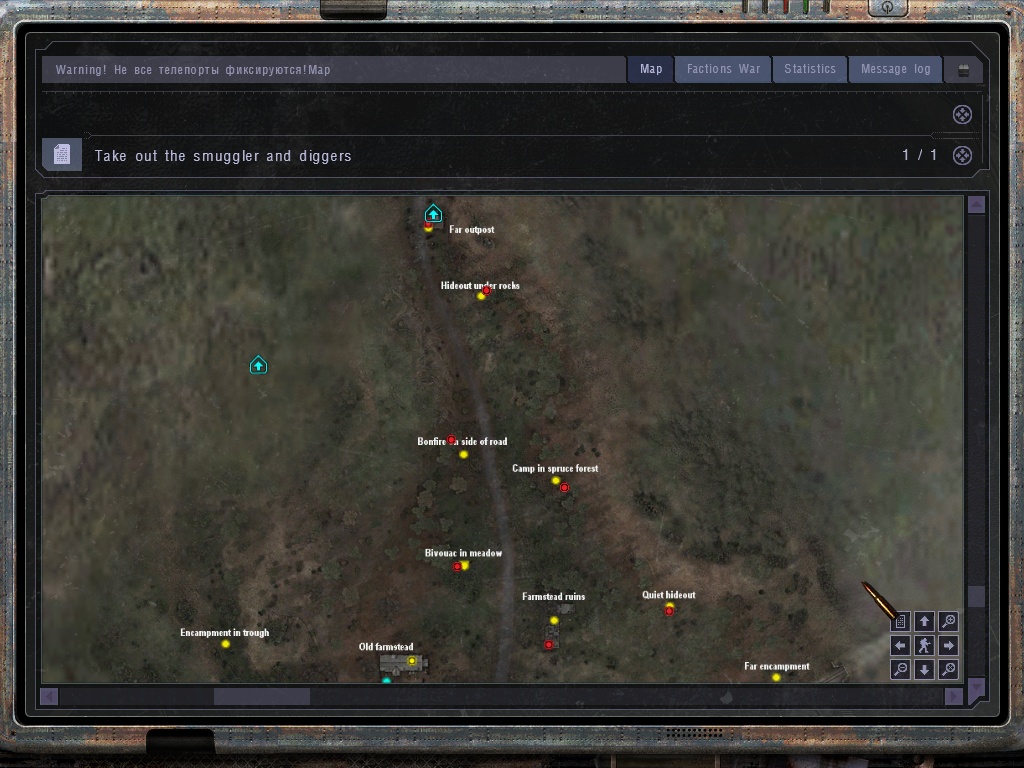 Warning! Не все телепорты фиксируются!Map
Map
Factions War
Statistics
Message log
Take out the smuggler and diggers
1 / 1
Far outpost
Hideout under rocks
Bonfire on side of road
Camp in spruce forest
Bivouac in meadow
Farmstead ruins
Quiet hideout
Encampment in trough
Old farmstead
Far encampment